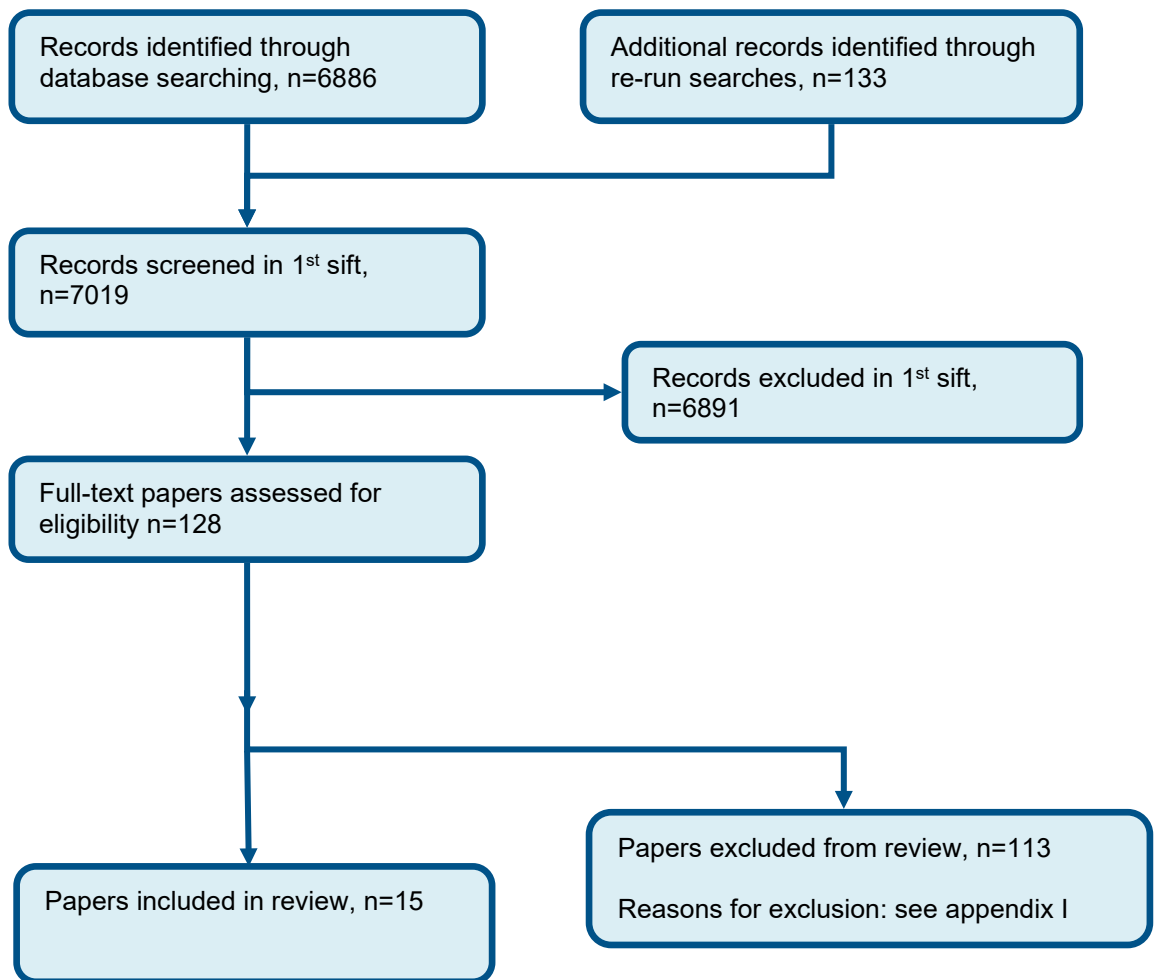 Records identified through
database searching, n=6886
Additional records identified through
re-run searches, n=133
Records screened in 1st sift,
n=7019
Records excluded in 1st sift,
n=6891
Full-text papers assessed for
eligibility n=128
Papers included in review, n=15
Papers excluded from review, n=113
Reasons for exclusion: see appendix I